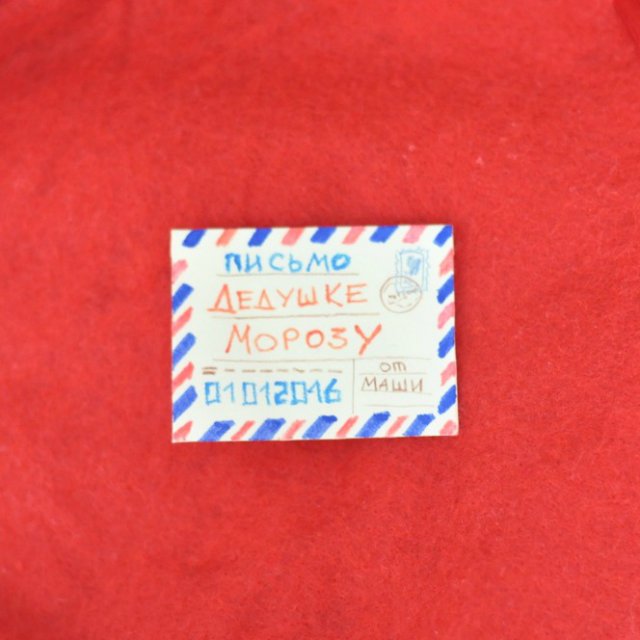 ПИСЬМО
ДЕДУШКЕ
МОРОЗУ
от
МАШИ
01012016